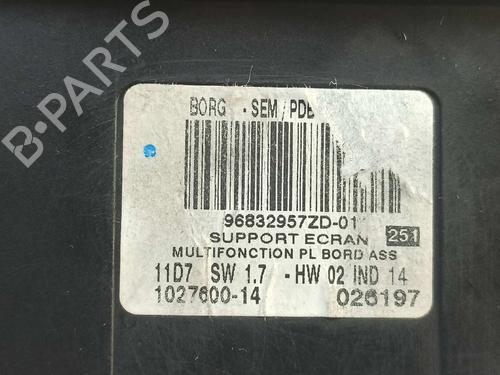 BORG - SEM/PDB
96832957ZD-01
SUPPORT ECRAN 251
MULTIFONCTION PL BORD ASS
11D7 SW 1.7 - HW 02 IND 14
1027600-14 026197
B-PARTS